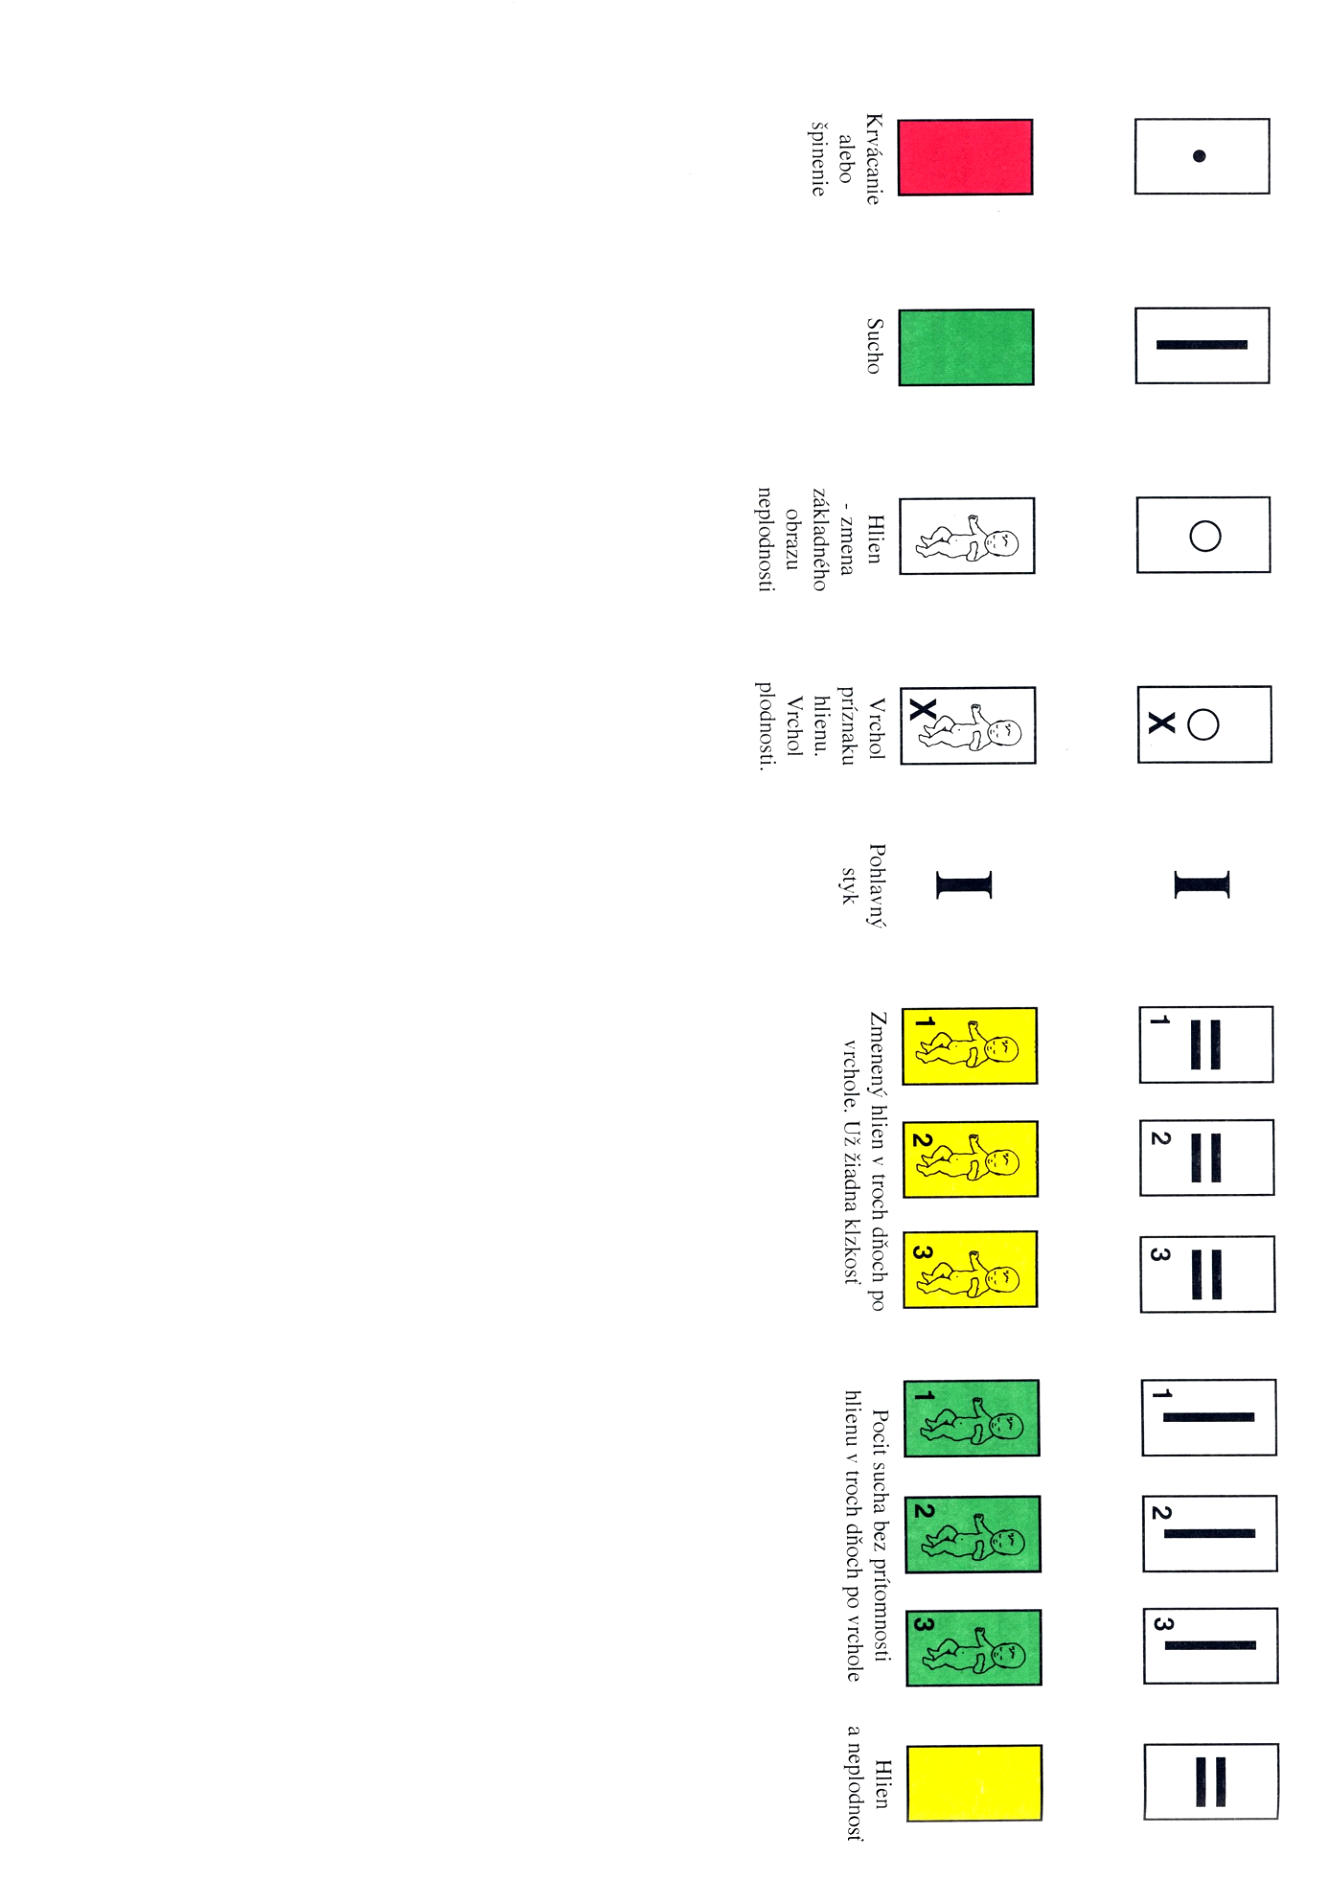 X
I
1
2
3
1
2
3
X
I
1
2
3
1
2
3
Krvácanie
alebo
špinenie
Sucho
Hlien
- zmena
základného
obrazu
neplodnosti
Vrchol
príznaku
hlienu.
Vrchol
plodnosti.
Pohlavný
styk
Zmenený hlien v troch dňoch po
vrchole. Už žiadna klzkosť
Pocit sucha bez prítomnosti
hlienu v troch dňoch po vrchole
Hlien
a neplodnosť